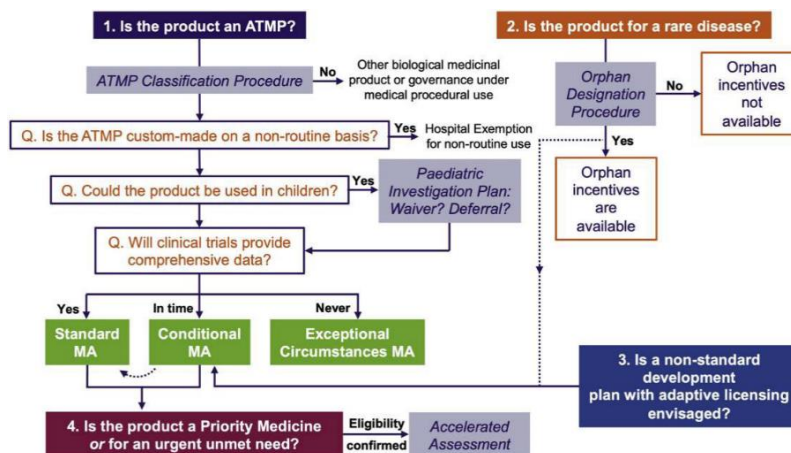 1. Is the product an ATMP?
ATMP Classification Procedure
No
Other biological medicinal
product or governance under
medical procedural use
Q. Is the ATMP custom-made on a non-routine basis?
Yes
Hospital Exemption
for non-routine use
Q. Could the product be used in children?
Yes
Paediatric
Investigation Plan:
Waiver? Deferral?
Q. Will clinical trials provide
comprehensive data?
Yes
In time
Never
Standard
MA
Conditional
MA
Exceptional
Circumstances MA
2. Is the product for a rare disease?
Orphan
Designation
Procedure
No
Orphan
incentives
not
available
Yes
Orphan
incentives
are
available
3. Is a non-standard
development
plan with adaptive licensing
envisaged?
4. Is the product a Priority Medicine
or for an urgent unmet need?
Eligibility
confirmed
Accelerated
Assessment